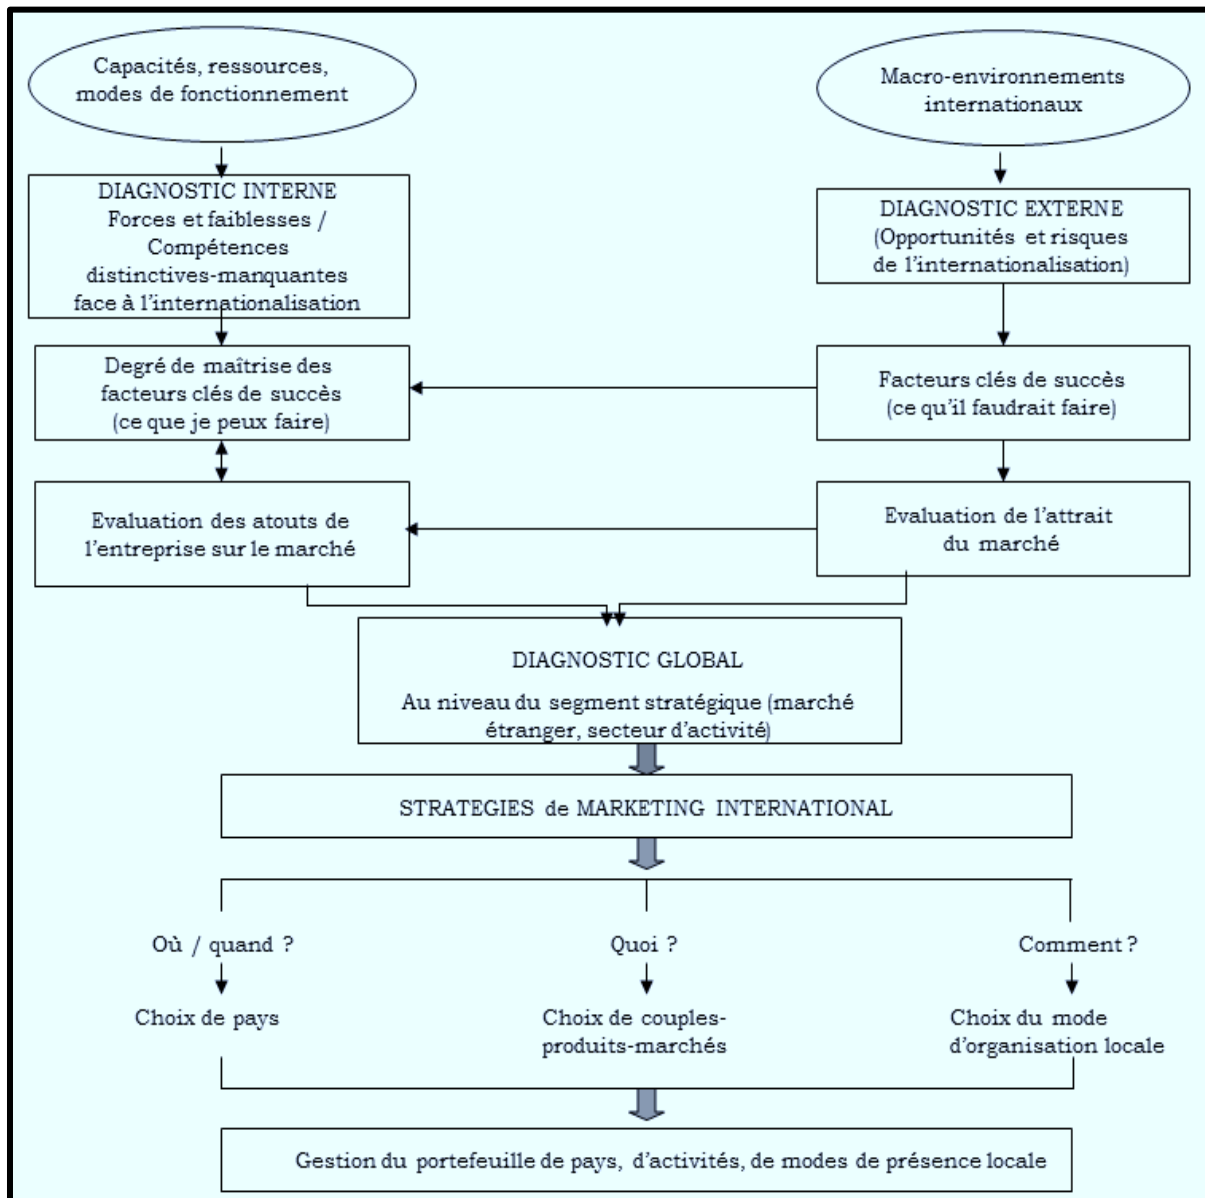 Capacités, ressources,
modes de fonctionnement
Macro-environnements
internationaux
DIAGNOSTIC INTERNE
Forces et faiblesses /
Compétences
distinctives-manquantes
face à l'internationalisation
DIAGNOSTIC EXTERNE
(Opportunités et risques
de l'internationalisation)
Degré de maîtrise des
facteurs clés de succès
(ce que je peux faire)
Facteurs clés de succès
(ce qu'il faudrait faire)
Evaluation des atouts de
l'entreprise sur le marché
Evaluation de l'attrait
du marché
DIAGNOSTIC GLOBAL
Au niveau du segment stratégique (marché
étranger, secteur d'activité)
STRATEGIES de MARKETING INTERNATIONAL
Où / quand ?
Quoi ?
Comment ?
Choix de pays
Choix de couples-
produits-marchés
Choix du mode
d'organisation locale
Gestion du portefeuille de pays, d'activités, de modes de présence locale